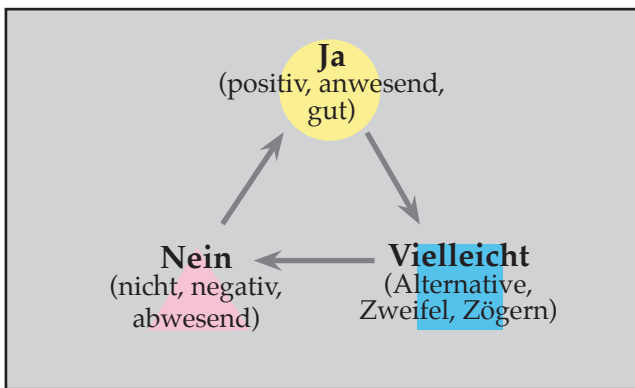 Ja
(positiv, anwesend,
gut)
Nein
(nicht, negativ,
abwesend)
Vielleicht
(Alternative,
Zweifel, Zögern)